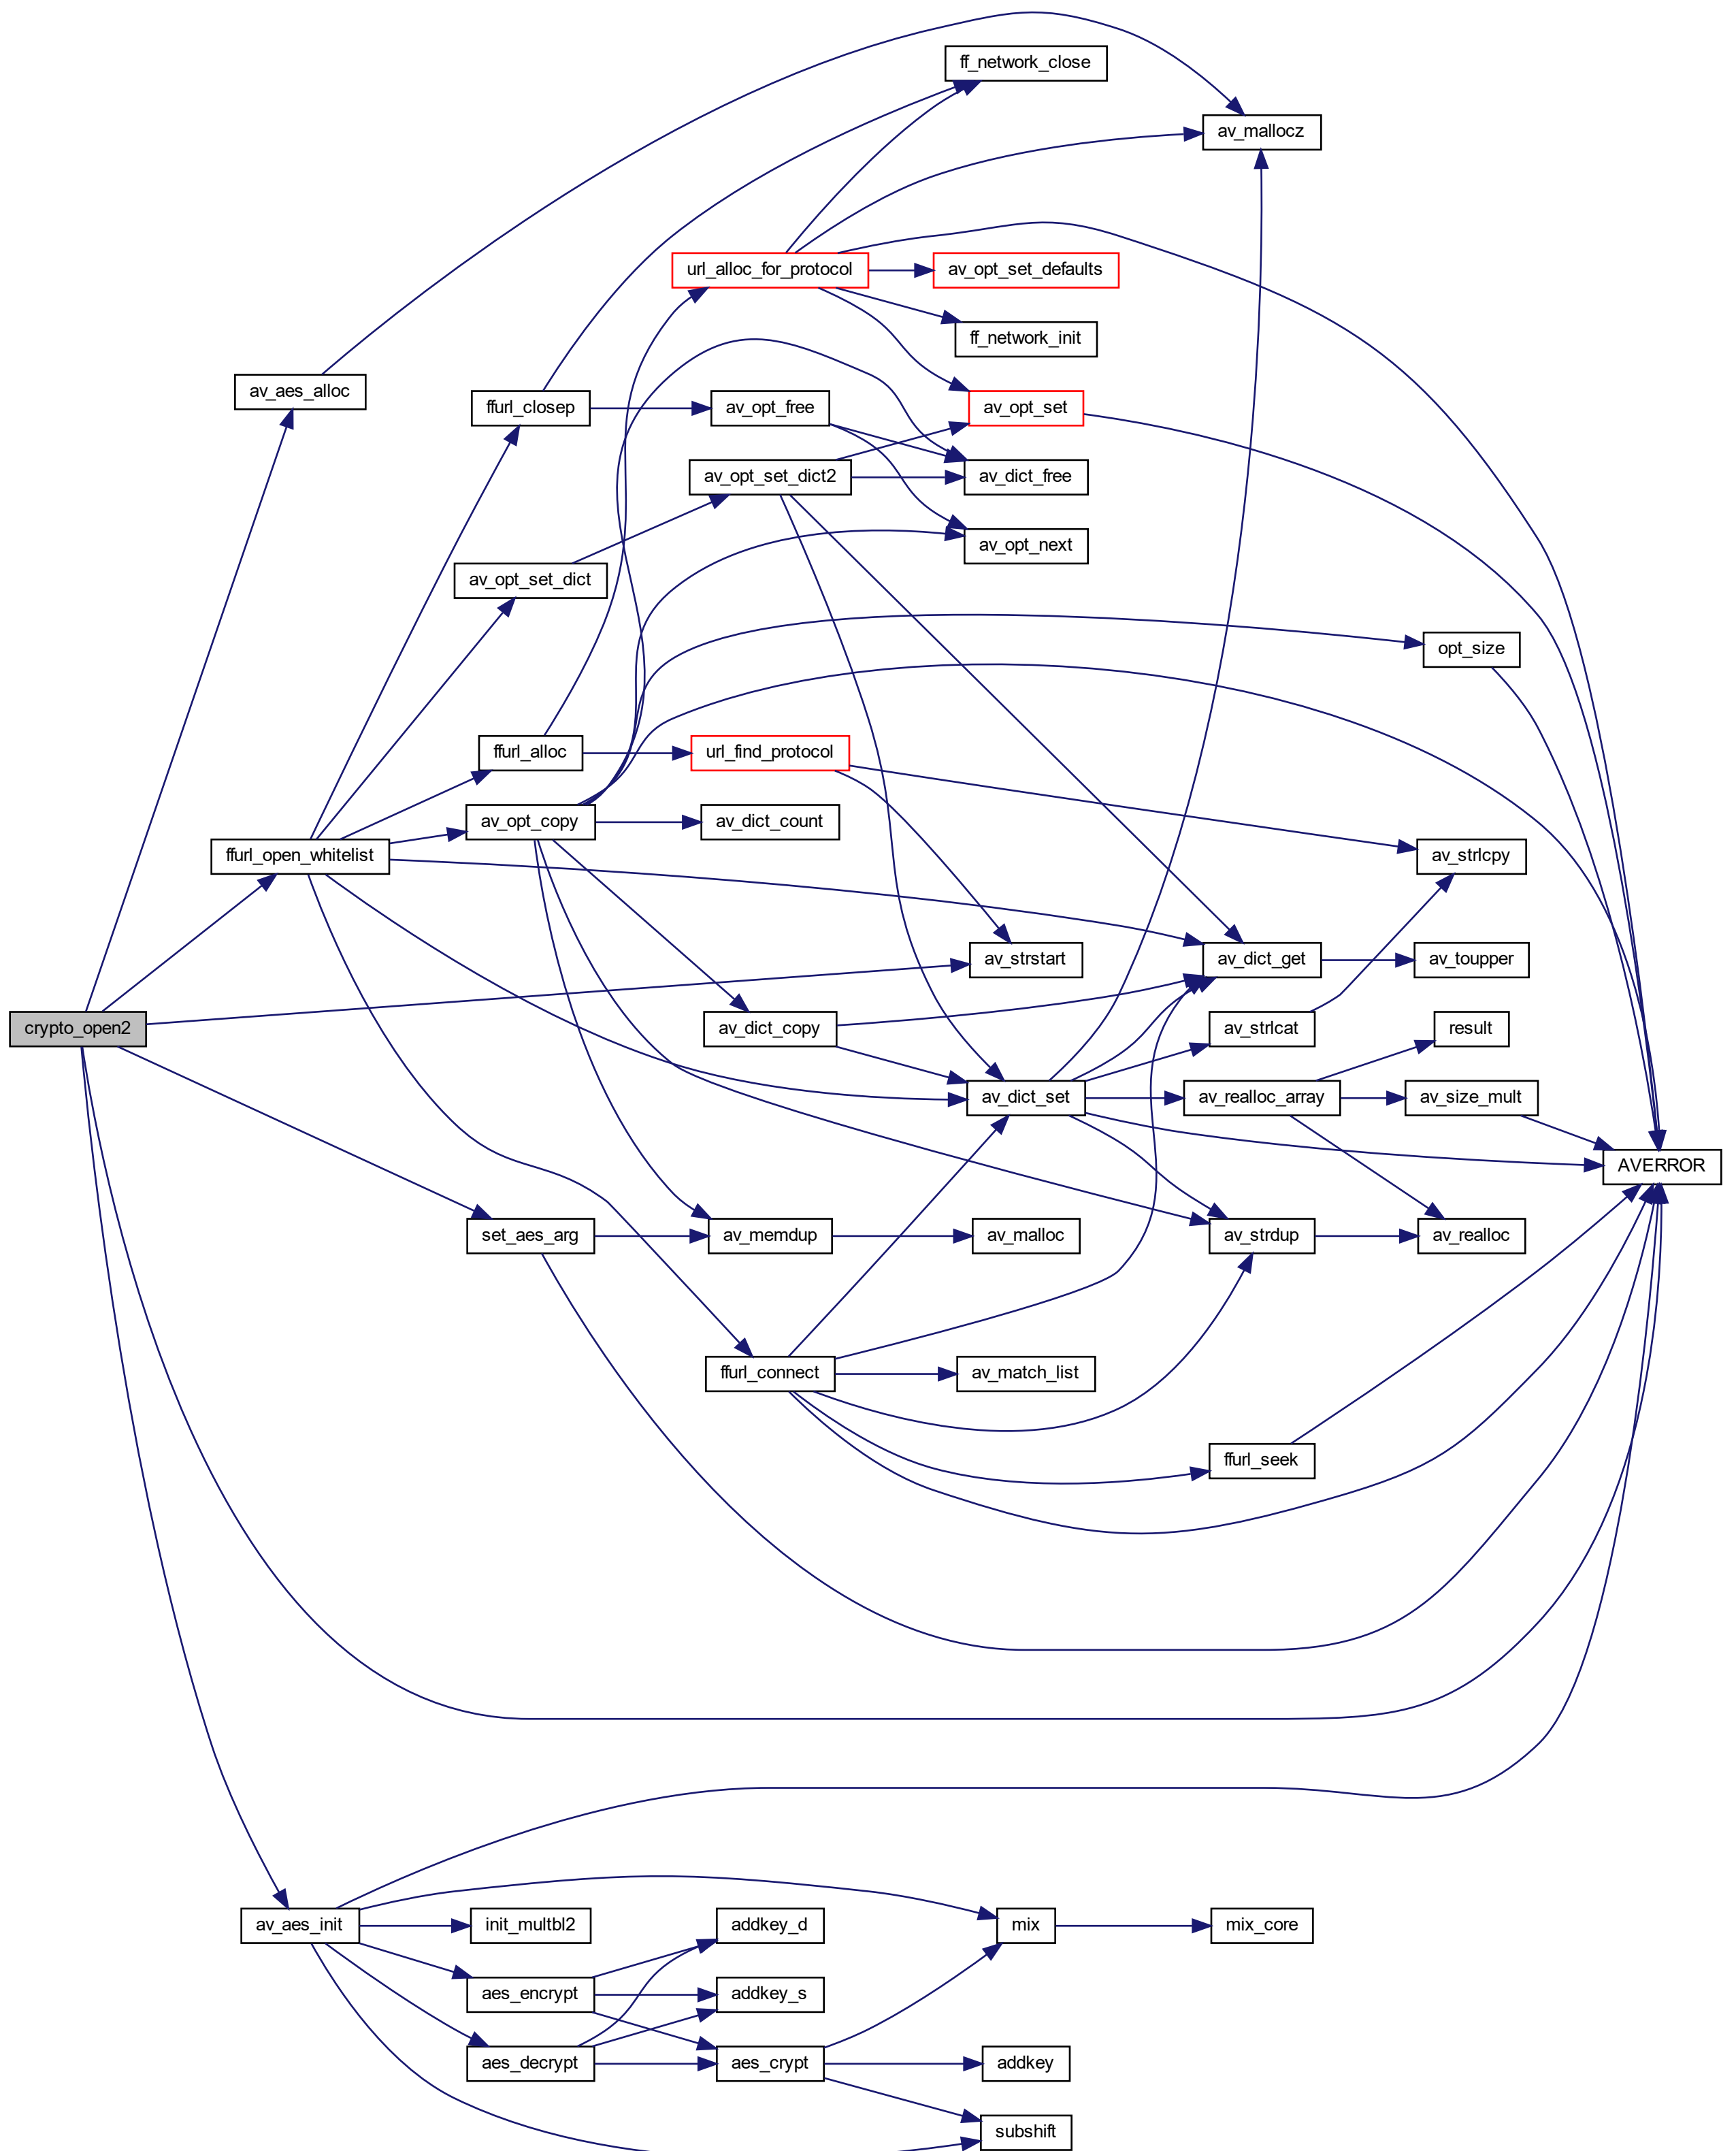 ff_network_close
av_mallocz
url_alloc_for_protocol
av_opt_set_defaults
ff_network_init
av_aes_alloc
ffurl_closep
av_opt_free
av_opt_set
av_opt_set_dict2
av_dict_free
av_opt_next
av_opt_set_dict
opt_size
ffurl_alloc
url_find_protocol
av_opt_copy
av_dict_count
ffurl_open_whitelist
av_strlcpy
av_strstart
av_dict_get
av_toupper
crypto_open2
av_dict_copy
av_strlcat
result
av_dict_set
av_realloc_array
av_size_mult
AVERROR
set_aes_arg
av_memdup
av_malloc
av_strdup
av_realloc
ffurl_connect
av_match_list
ffurl_seek
av_aes_init
init_multbl2
addkey_d
mix
mix_core
aes_encrypt
addkey_s
aes_decrypt
aes_crypt
addkey
subshift